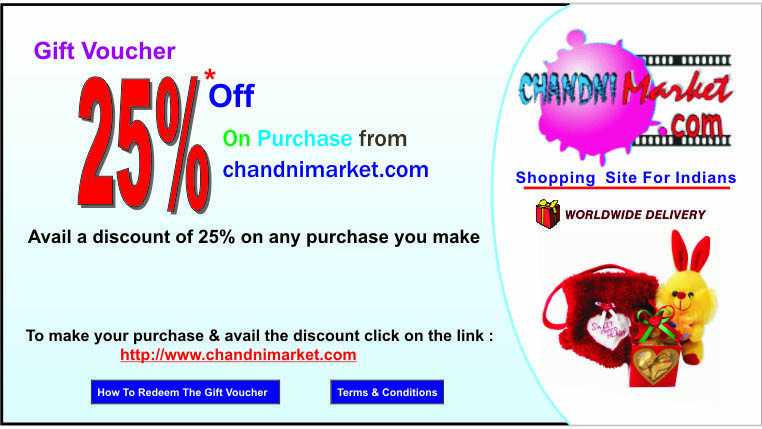 Gift Voucher
25%
*
Off
On Purchase from
chandnimarket.com
Avail a discount of 25% on any purchase you make
To make your purchase & avail the discount click on the link :
http://www.chandnimarket.com
How To Redeem The Gift Voucher
Terms & Conditions
CHANDNI Market
.com
Shopping Site For Indians
WORLDWIDE DELIVERY